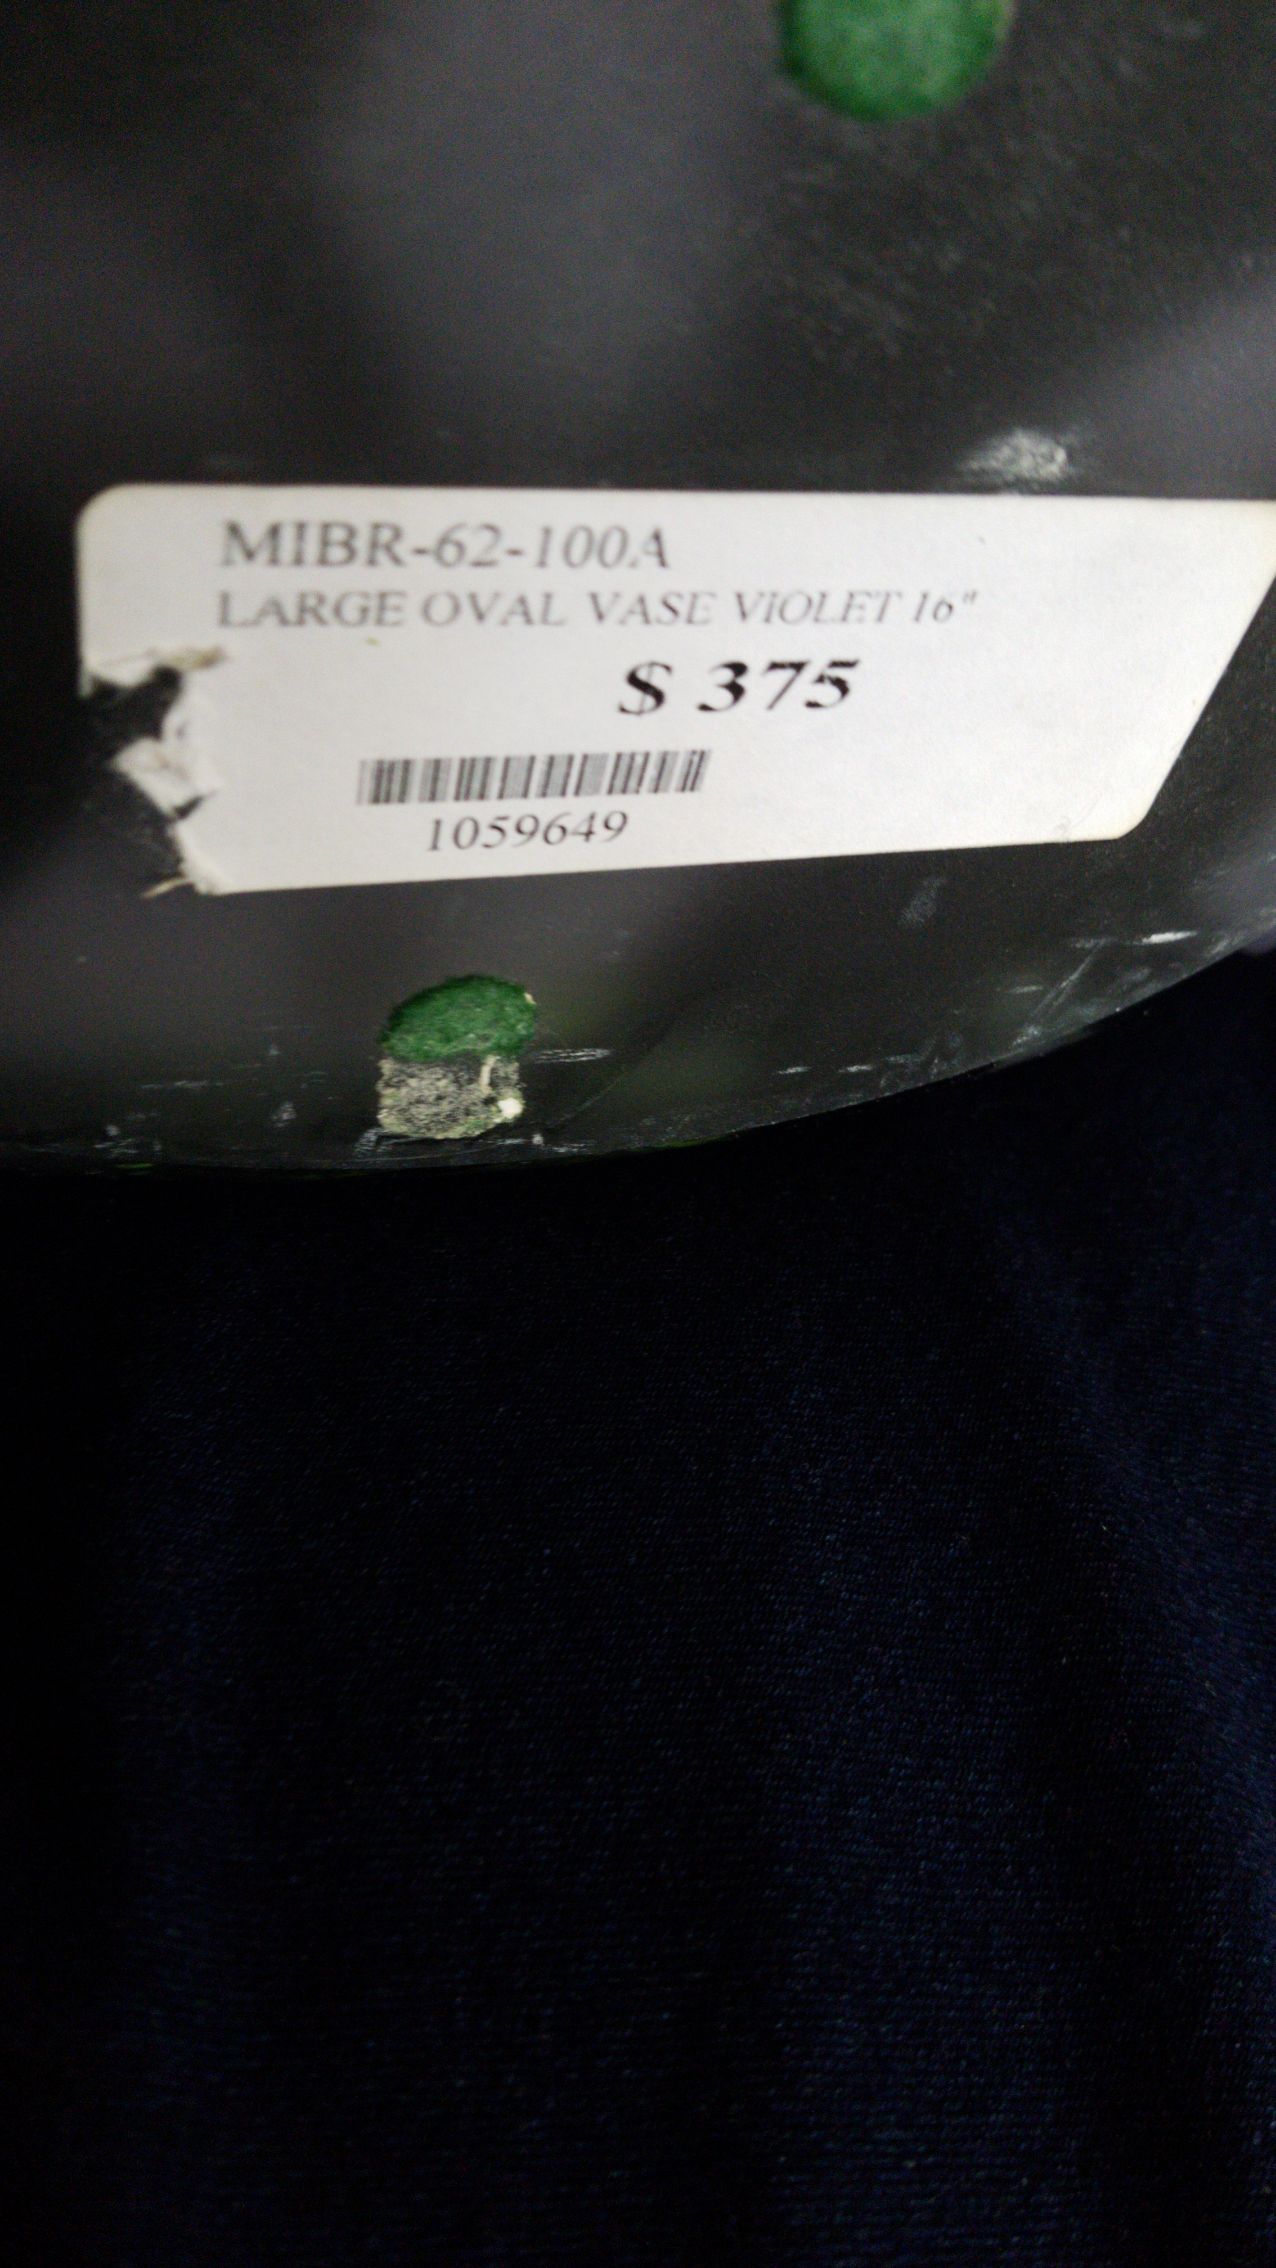 MIBR-62-100A
LARGE OVAL VASE VIOLET 16"
$ 375
1059649